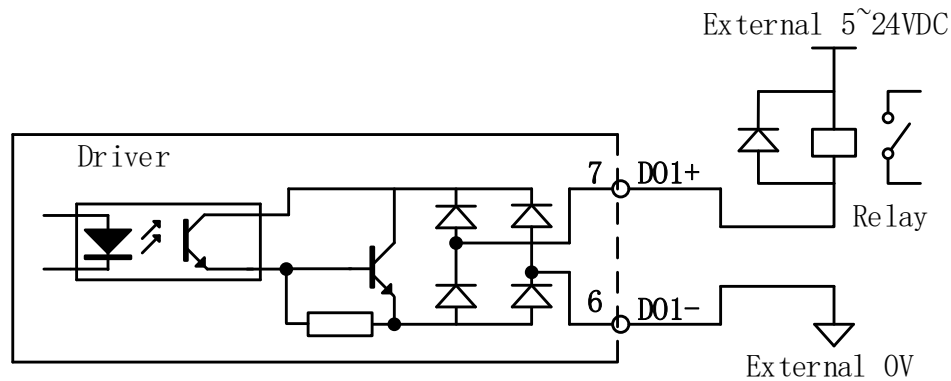 External 5~24VDC
Driver
7 DO1+
Relay
6 DO1-
External 0V